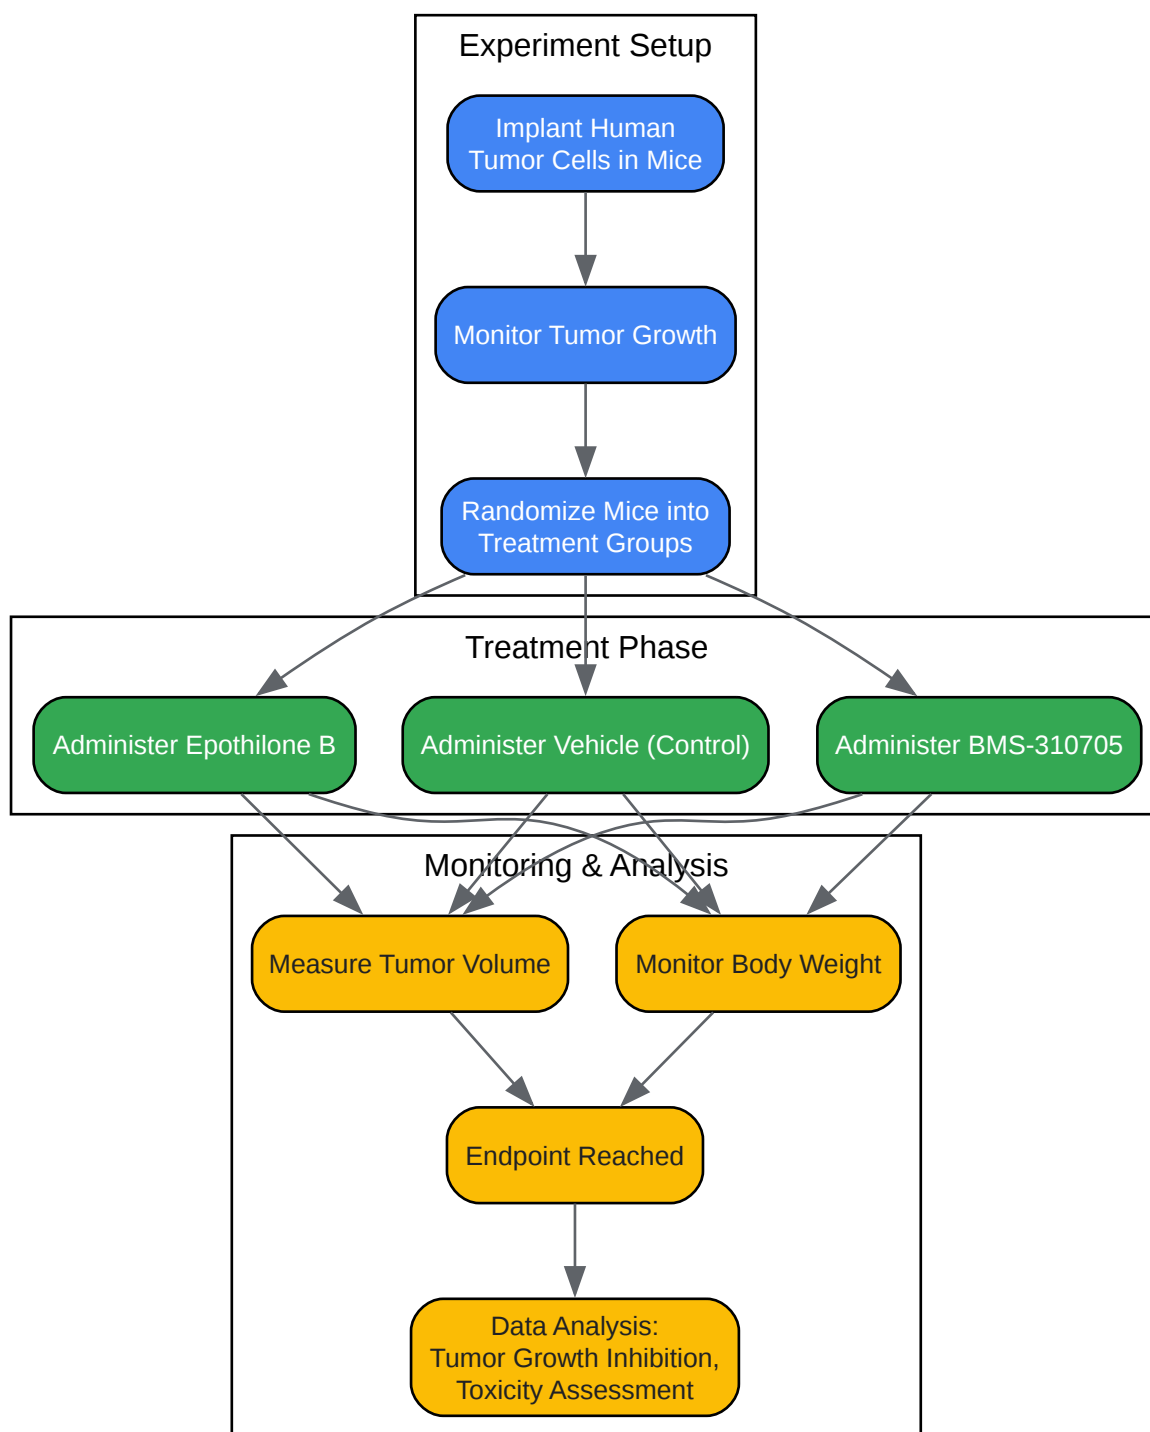 Experiment Setup
Implant Human
Tumor Cells in Mice
Monitor Tumor Growth
Randomize Mice into
Treatment Groups
Treatment Phase
Administer Epothilone B
Administer Vehicle (Control)
Administer BMS-310705
Monitoring & Analysis
Measure Tumor Volume
Monitor Body Weight
Endpoint Reached
Data Analysis:
Tumor Growth Inhibition,
Toxicity Assessment